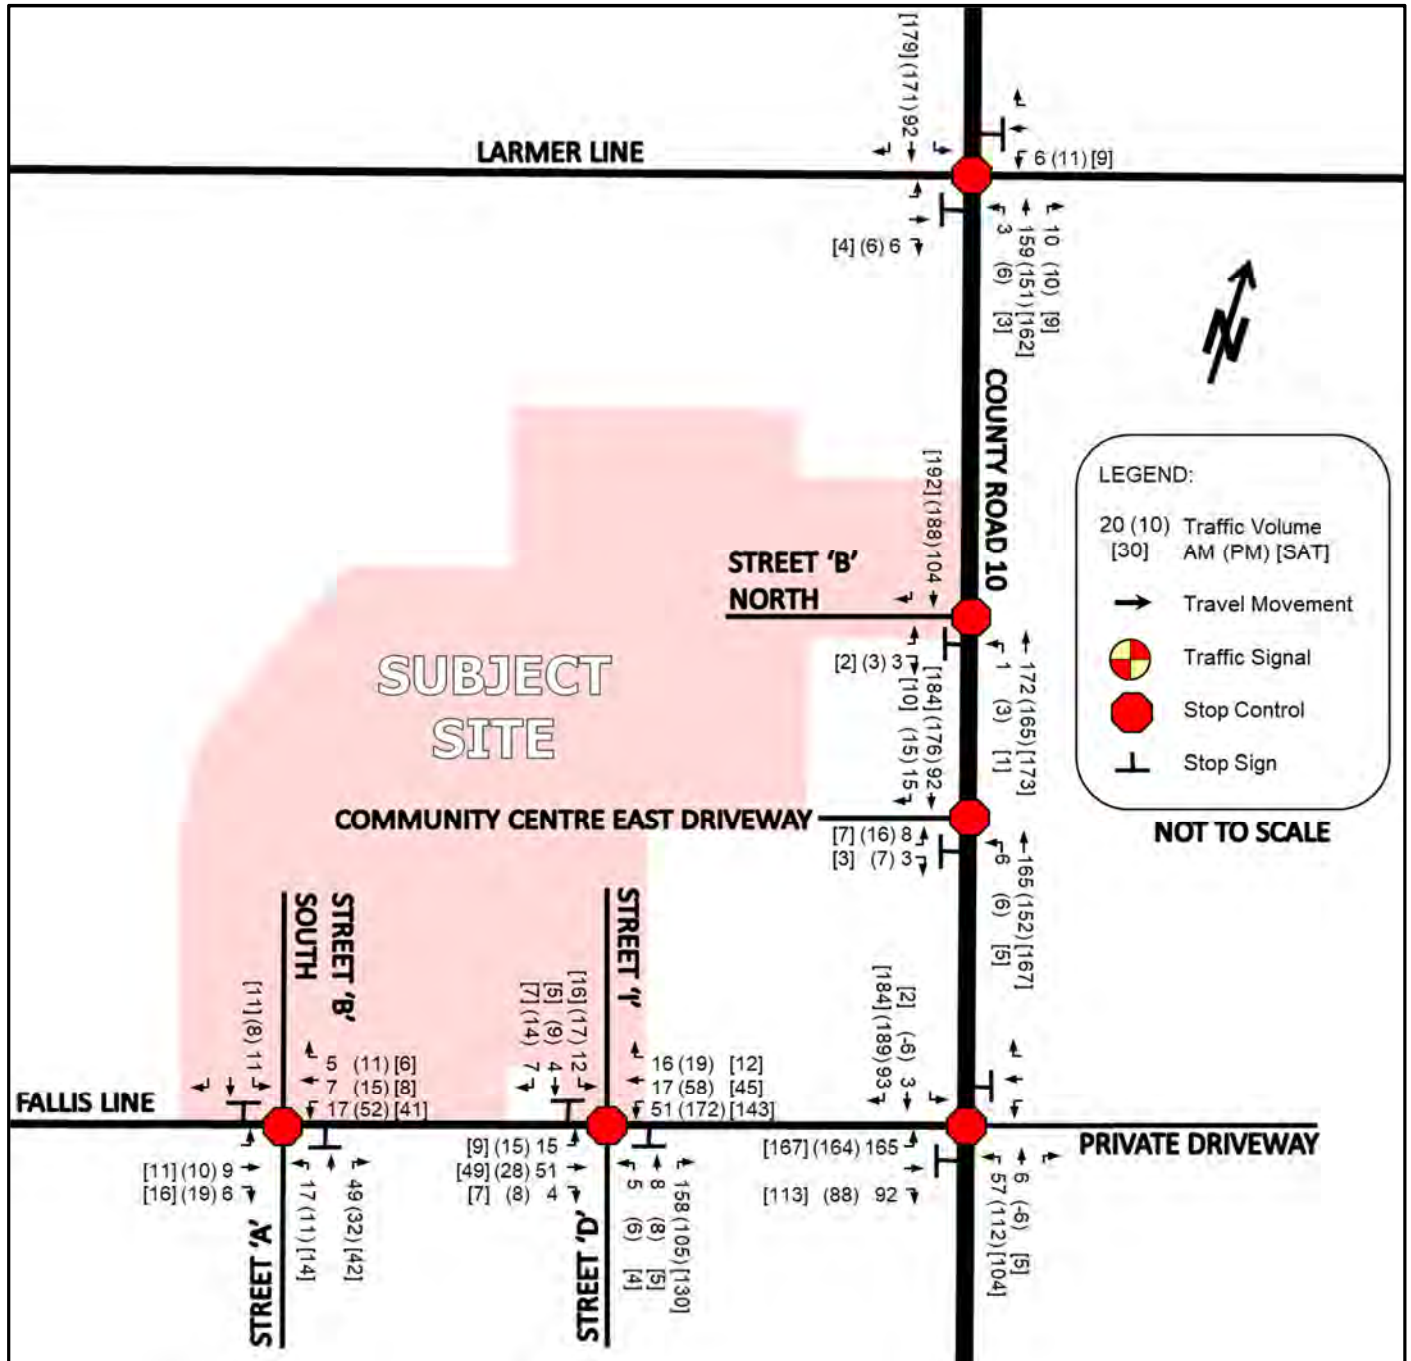 [179] (171) 92
LARMER LINE
6 (11) [9]
[4] (6) 6
3 (6) [3]
159 (151) [162]
10 (10) [9]
N
COUNTY ROAD 10
LEGEND:
20 (10) Traffic Volume
[30] AM (PM) [SAT]
Travel Movement
Traffic Signal
Stop Control
Stop Sign
NOT TO SCALE
[192] (188) 104
STREET 'B'
NORTH
[2] (3) 3
1 (3) [1]
172 (165) [173]
SUBJECT
SITE
[10] (15) 15
[184] (176) 92
COMMUNITY CENTRE EAST DRIVEWAY
[7] (16) 8
[3] (7) 3
6 (6) [5]
165 (152) [167]
STREET 'B'
SOUTH
[11] (8) 11
5 (11) [6]
7 (15) [8]
17 (52) [41]
FALLIS LINE
[11] (10) 9
[16] (19) 6
17 (11) [14]
49 (32) [42]
STREET 'A'
STREET 'I'
[7] (14) 7
[5] (9) 4
[16] (17) 12
16 (19) [12]
17 (58) [45]
51 (172) [143]
[9] (15) 15
[49] (28) 51
[7] (8) 4
5 (6) [4]
8 (8) [5]
158 (105) [130]
STREET 'D'
[184] (189) 93
[2] (-6) 3
PRIVATE DRIVEWAY
[167] (164) 165
[113] (88) 92
57 (112) [104]
6 (-6) [5]